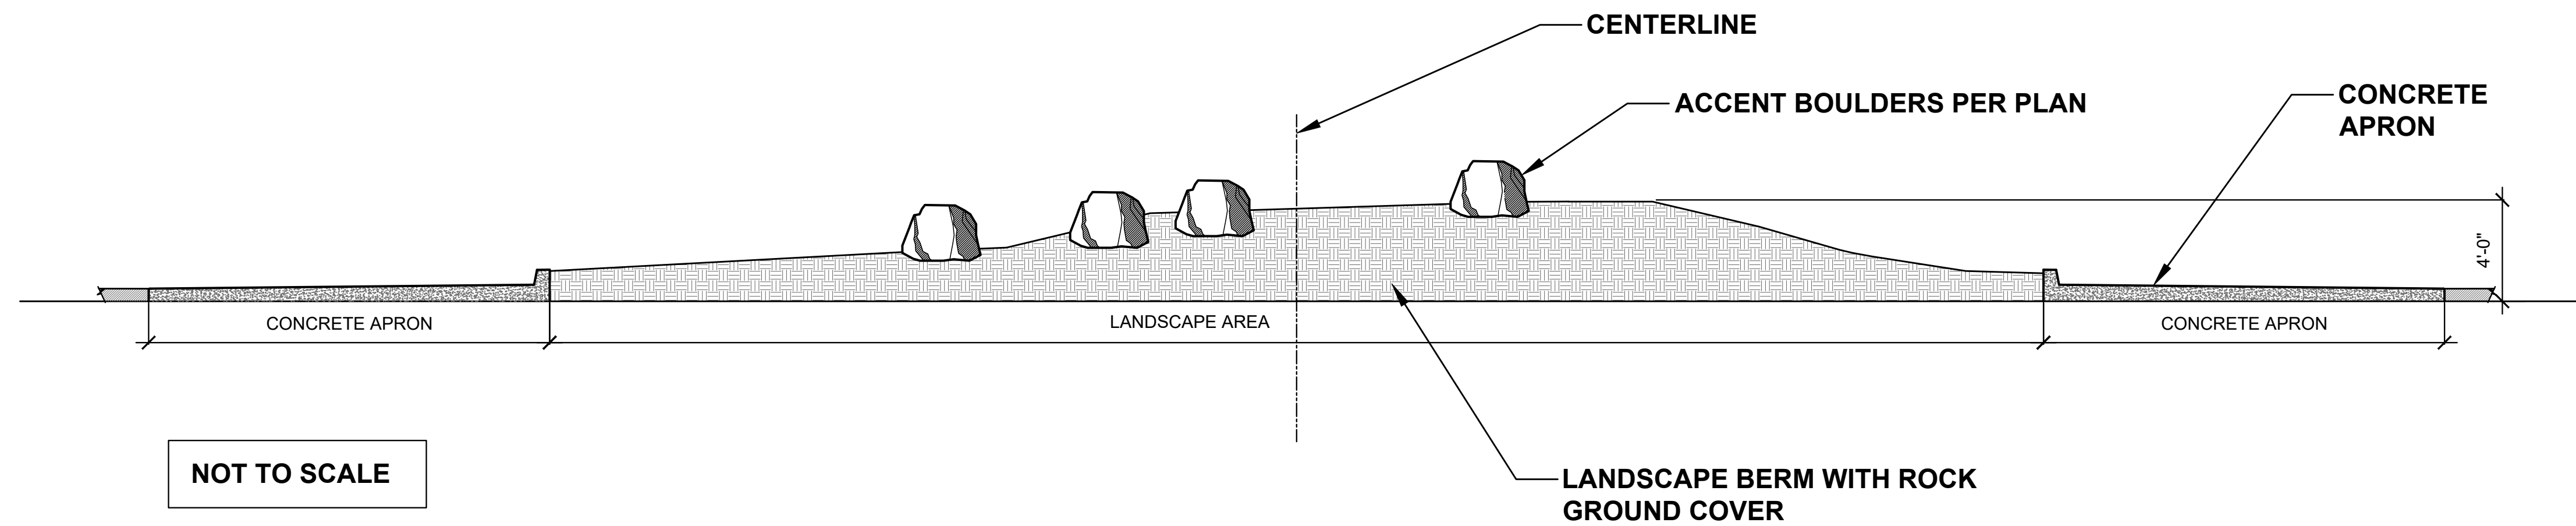 CENTERLINE
ACCENT BOULDERS PER PLAN
CONCRETE
APRON
4'-0"
CONCRETE APRON
LANDSCAPE AREA
CONCRETE APRON
NOT TO SCALE
LANDSCAPE BERM WITH ROCK
GROUND COVER